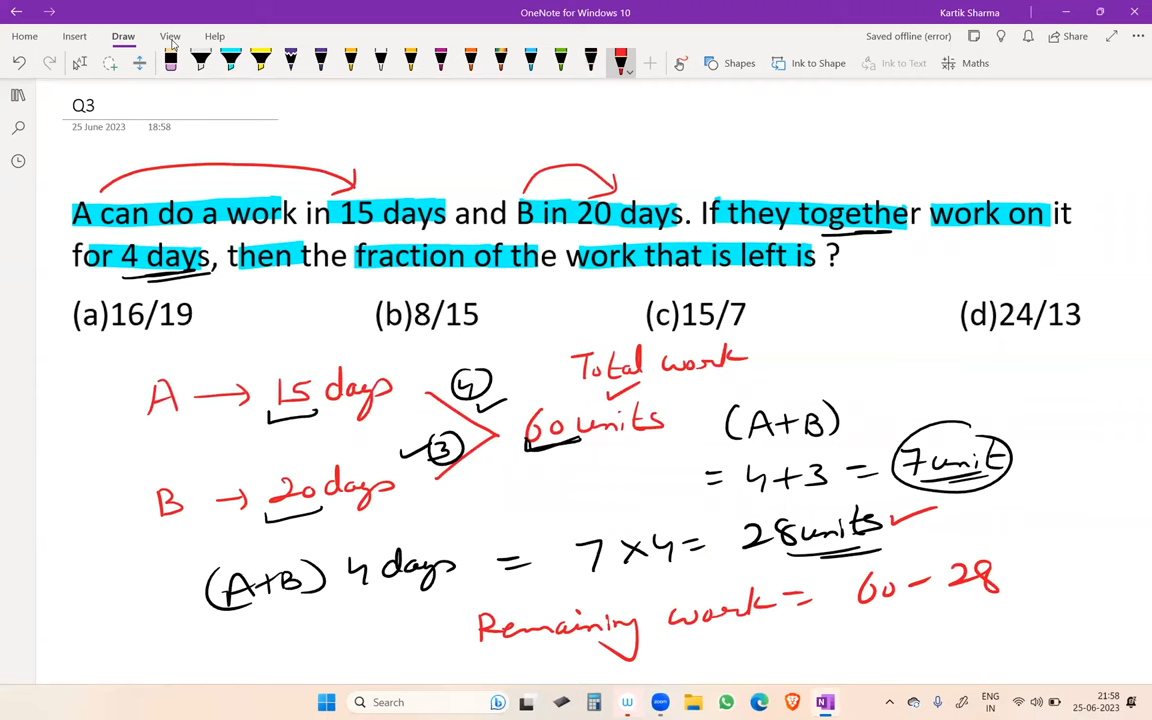 OneNote for Windows 10
Kartik Sharma
Home Insert Draw View Help
Saved offline (error)
Share
Shapes
Ink to Shape
Ink to Text
Maths
Q3
25 June 2023 18:58
A can do a work in 15 days and B in 20 days. If they together work on it
for 4 days, then the fraction of the work that is left is ?
(a)16/19 (b)8/15 (c)15/7 (d)24/13
Total work
A → 15 days
4
60 units
(A+B)
3
= 4+3 = 7 unit
B → 20 days
(A+B) 4 days = 7 × 4 = 28 units
Remaining work = 60 - 28
Search
ENG
IN
21:58
25-06-2023